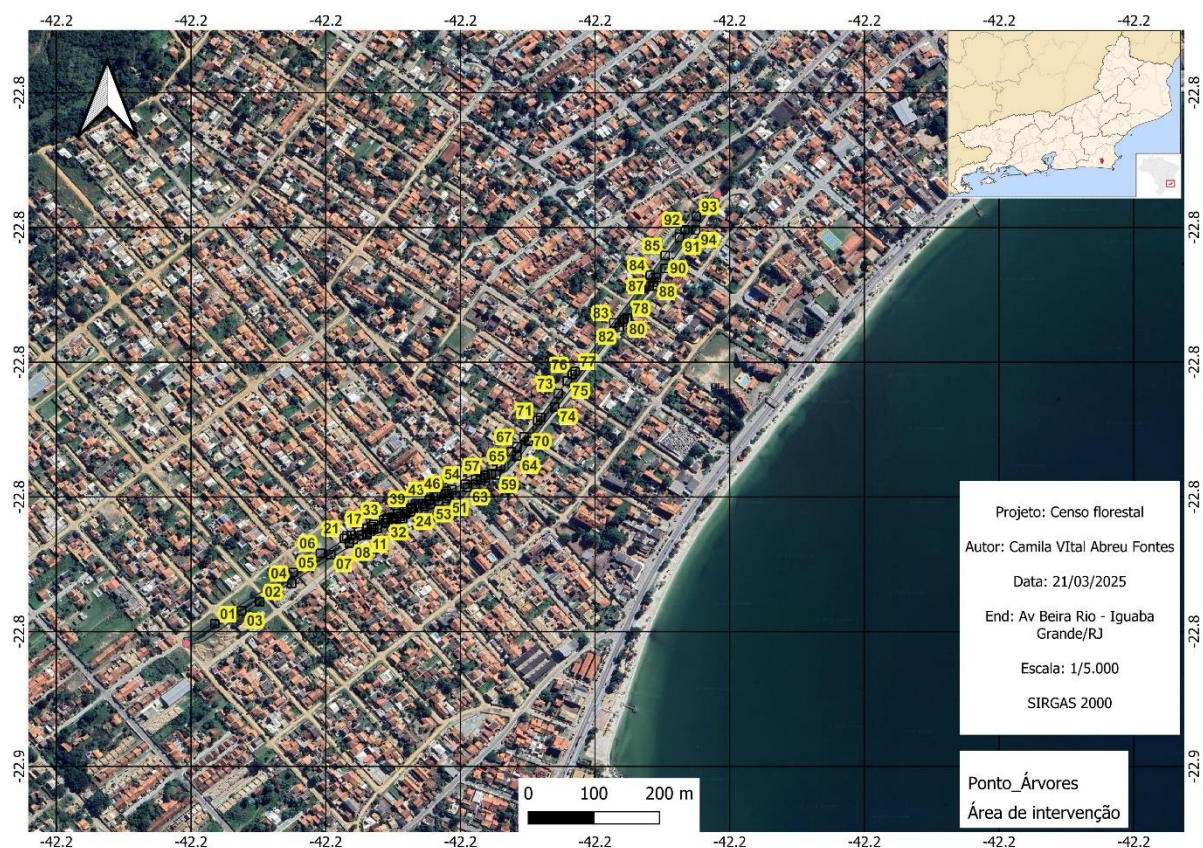 -42.2 -42.2 -42.2 -42.2 -42.2 -42.2 -42.2 -42.2 -42.2
-22.8 -22.8
93
92
-22.8 94 -22.8
85 91
84 90
87 88
83 78
82 80
-22.8 76 77 -22.8
73 75
71 74
67 70
65 64
57
54
46
43 59
-22.8 39 63 -22.8
33 51
17 24 53
21 32
11
06 08
05 07
04
02
01 03
-22.8 -22.8
-22.9 -22.9
Projeto: Censo florestal
Autor: Camila VItal Abreu Fontes
Data: 21/03/2025
End: Av Beira Rio - Iguaba
Grande/RJ
Escala: 1/5.000
SIRGAS 2000
Ponto_Árvores
Área de intervenção
0 100 200 m
-42.2 -42.2 -42.2 -42.2 -42.2 -42.2 -42.2 -42.2 -42.2